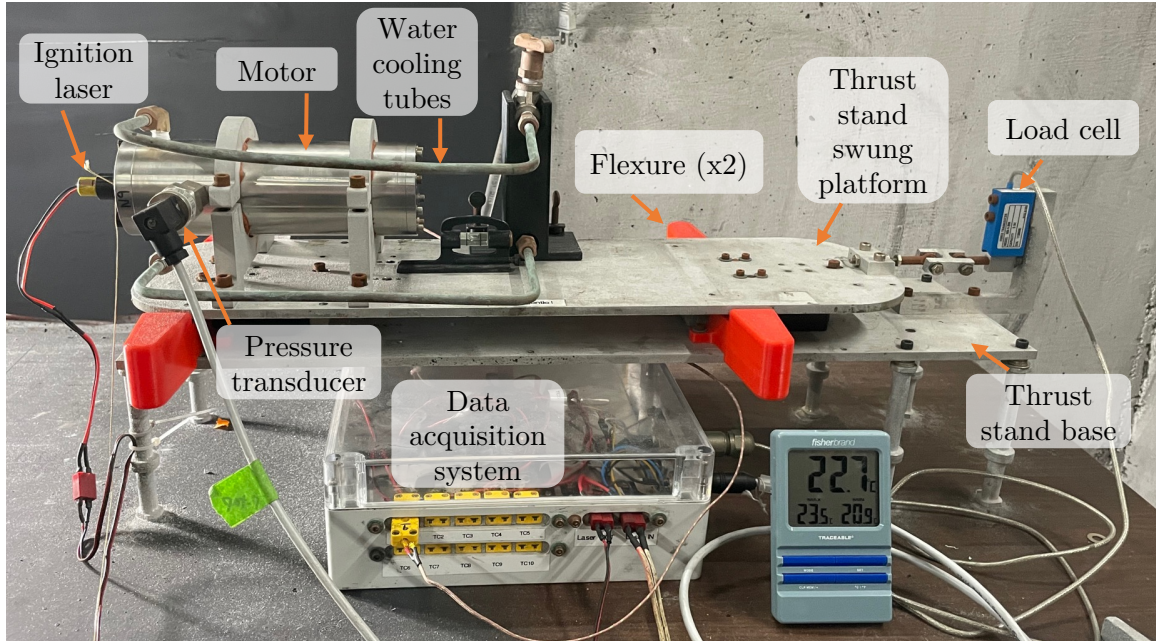 Ignition
laser
Motor
Water
cooling
tubes
Thrust
stand
swung
platform
Load cell
Flexure (x2)
Pressure
transducer
Data
acquisition
system
Thrust
stand base
fisherbrand
22.7c
23.5 20.9
TRACEABLE
TC2 TC3 TC4 TC5
Laser
TC6 TC7 TC8 TC9 TC10